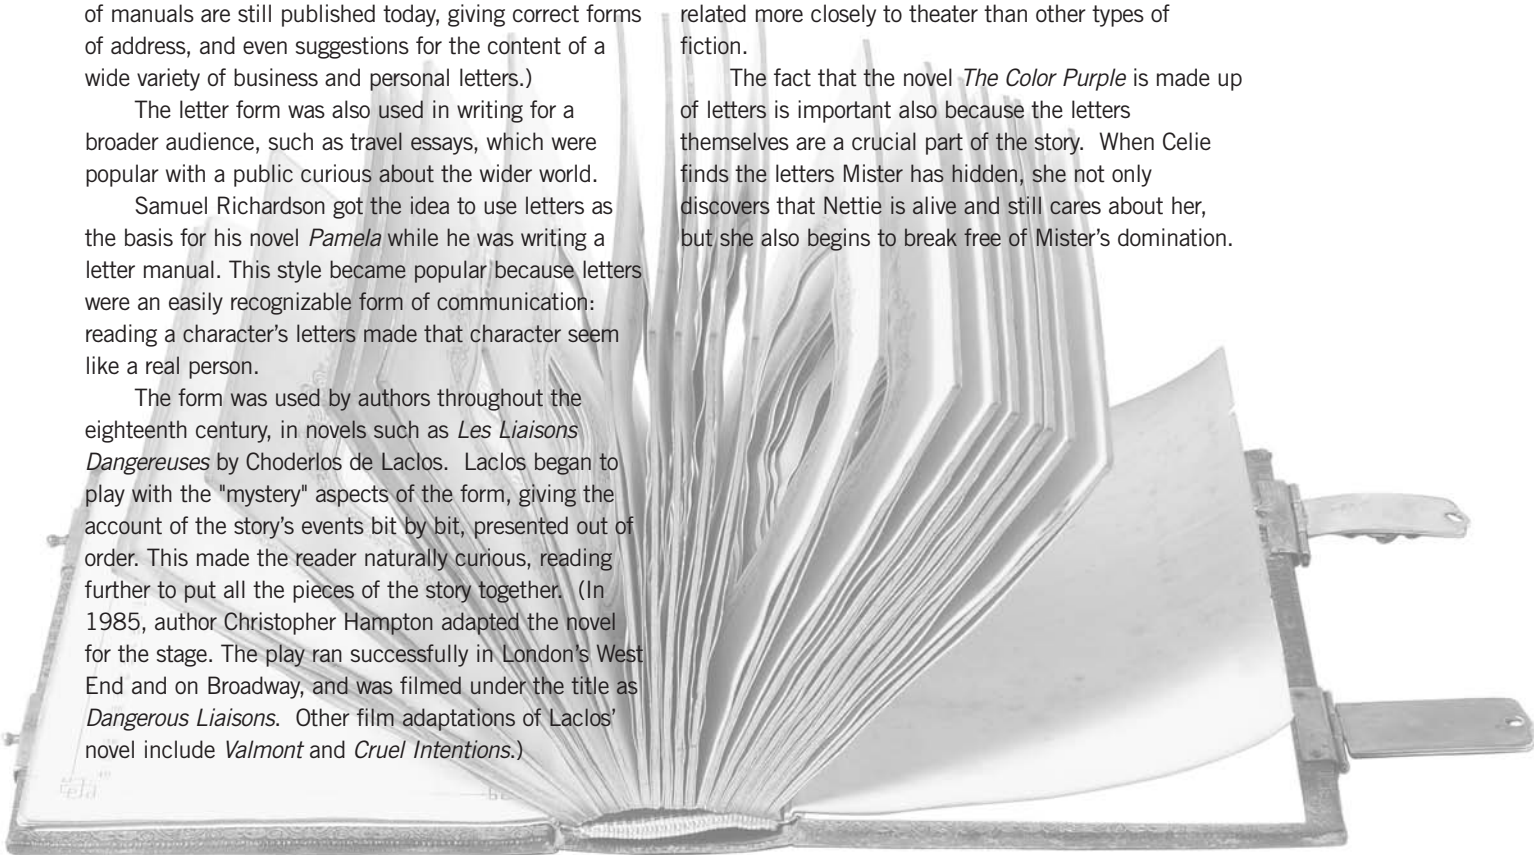 of manuals are still published today, giving correct forms
of address, and even suggestions for the content of a
wide variety of business and personal letters.)
The letter form was also used in writing for a
broader audience, such as travel essays, which were
popular with a public curious about the wider world.
Samuel Richardson got the idea to use letters as
the basis for his novel Pamela while he was writing a
letter manual. This style became popular because letters
were an easily recognizable form of communication:
reading a character’s letters made that character seem
like a real person.
The form was used by authors throughout the
eighteenth century, in novels such as Les Liaisons
Dangereuses by Choderlos de Laclos.  Laclos began to
play with the "mystery" aspects of the form, giving the
account of the story’s events bit by bit, presented out of
order. This made the reader naturally curious, reading
further to put all the pieces of the story together.  (In
1985, author Christopher Hampton adapted the novel
for the stage. The play ran successfully in London’s West
End and on Broadway, and was filmed under the title as
Dangerous Liaisons.  Other film adaptations of Laclos’
novel include Valmont and Cruel Intentions.)
related more closely to theater than other types of
fiction.
The fact that the novel The Color Purple is made up
of letters is important also because the letters
themselves are a crucial part of the story.  When Celie
finds the letters Mister has hidden, she not only
discovers that Nettie is alive and still cares about her,
but she also begins to break free of Mister’s domination.